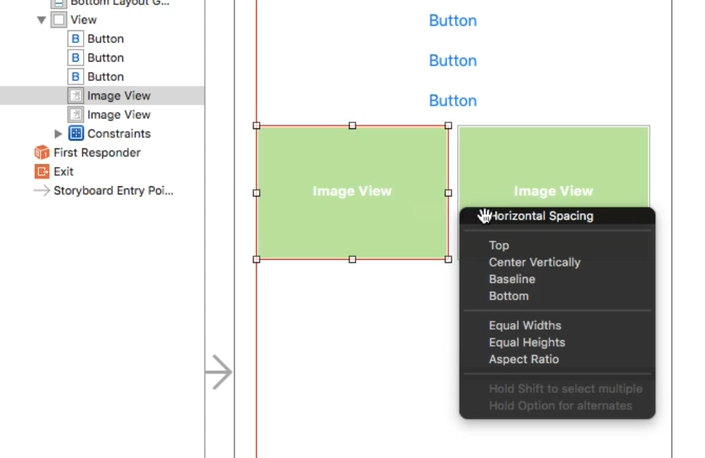 Bottom Layout G...
View
B Button
B Button
B Button
Image View
Image View
Constraints
First Responder
Exit
Storyboard Entry Poi...
Button
Button
Button
Image View
Image View
Horizontal Spacing
Top
Center Vertically
Baseline
Bottom
Equal Widths
Equal Heights
Aspect Ratio
Hold Shift to select multiple
Hold Option for alternates